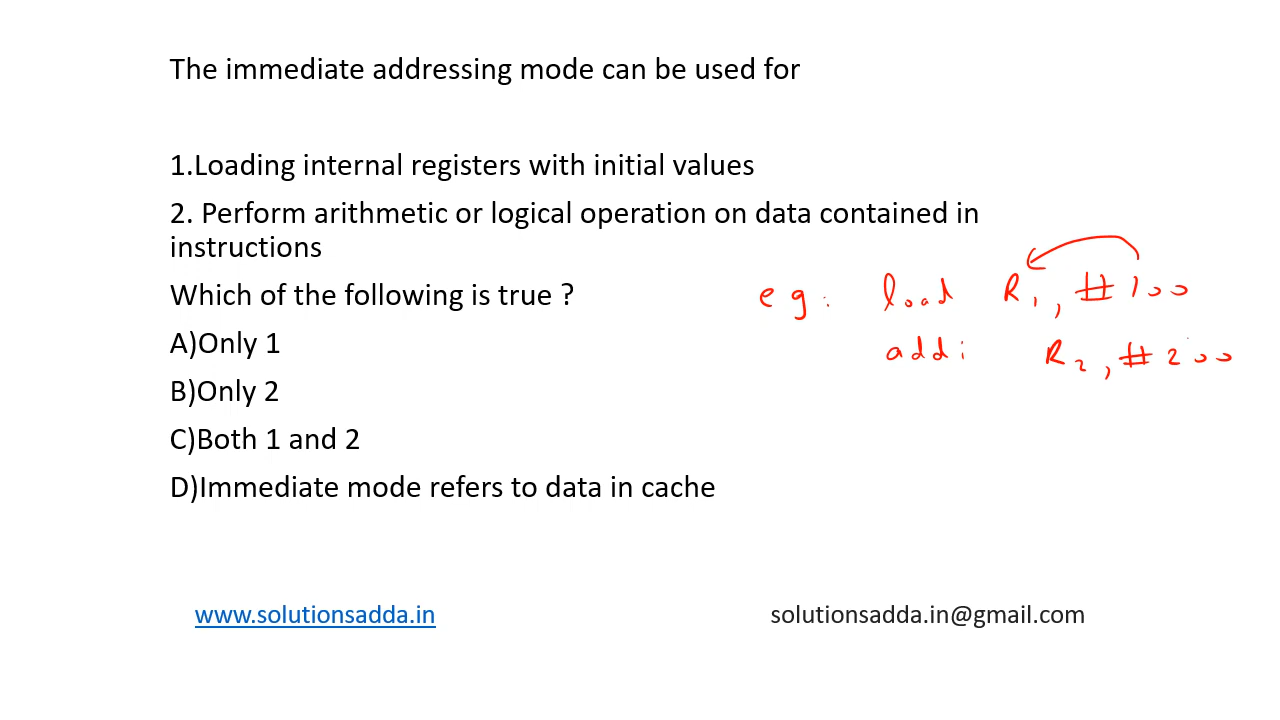 The immediate addressing mode can be used for
1.Loading internal registers with initial values
2. Perform arithmetic or logical operation on data contained in
instructions
Which of the following is true ?
eg: load R1, #100
A)Only 1
addi R2, #200
B)Only 2
C)Both 1 and 2
D)Immediate mode refers to data in cache
www.solutionsadda.in
solutionsadda.in@gmail.com